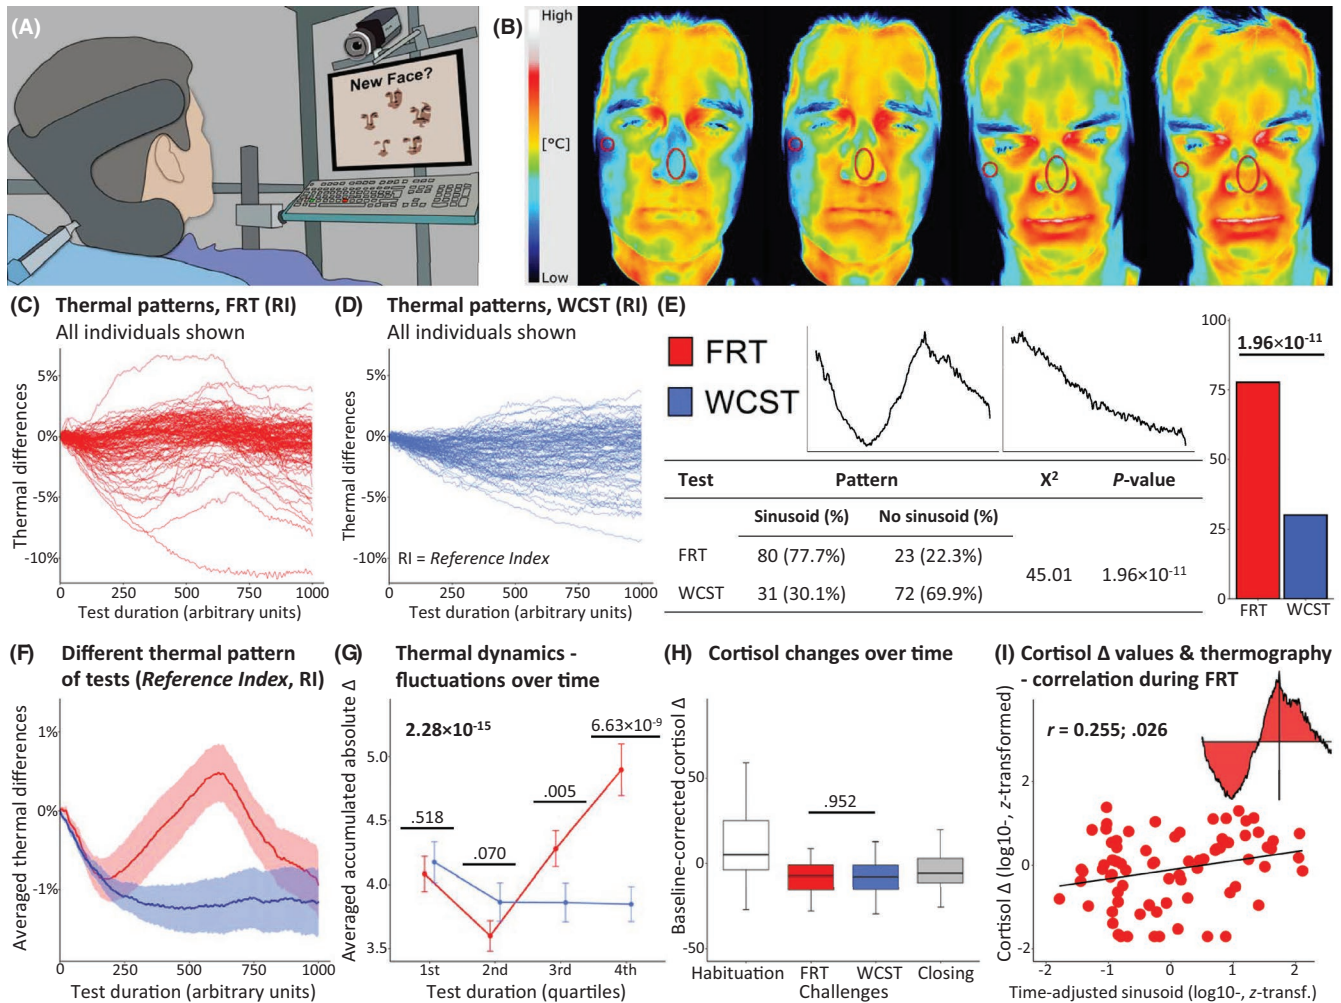 (A)
New Face?
(B)
High
[°C]
Low
(C) Thermal patterns, FRT (RI)
All individuals shown
Thermal differences
5%
0%
-5%
-10%
0 250 500 750 1000
Test duration (arbitrary units)
(D) Thermal patterns, WCST (RI)
All individuals shown
Thermal differences
5%
0%
-5%
-10%
RI = Reference Index
0 250 500 750 1000
Test duration (arbitrary units)
(E)
FRT
WCST
Test Pattern X² P-value
Sinusoid (%) No sinusoid (%)
FRT 80 (77.7%) 23 (22.3%)
45.01 1.96×10⁻¹¹
WCST 31 (30.1%) 72 (69.9%)
100
75
50
25
0
1.96×10⁻¹¹
FRT WCST
(F) Different thermal pattern
of tests (Reference Index, RI)
Averaged thermal differences
1%
0%
-1%
0 250 500 750 1000
Test duration (arbitrary units)
(G) Thermal dynamics -
fluctuations over time
Averaged accumulated absolute Δ
2.28×10⁻¹⁵
6.63×10⁻⁹
.005
.518
.070
5.0
4.5
4.0
3.5
1st 2nd 3rd 4th
Test duration (quartiles)
(H) Cortisol changes over time
Baseline-corrected cortisol Δ
50
0
-50
.952
Habituation FRT WCST Closing
Challenges
(I) Cortisol Δ values & thermography
- correlation during FRT
Cortisol Δ (log10-, z-transformed)
r = 0.255; .026
2
0
-2
-2 -1 0 1 2
Time-adjusted sinusoid (log10-, z-transf.)